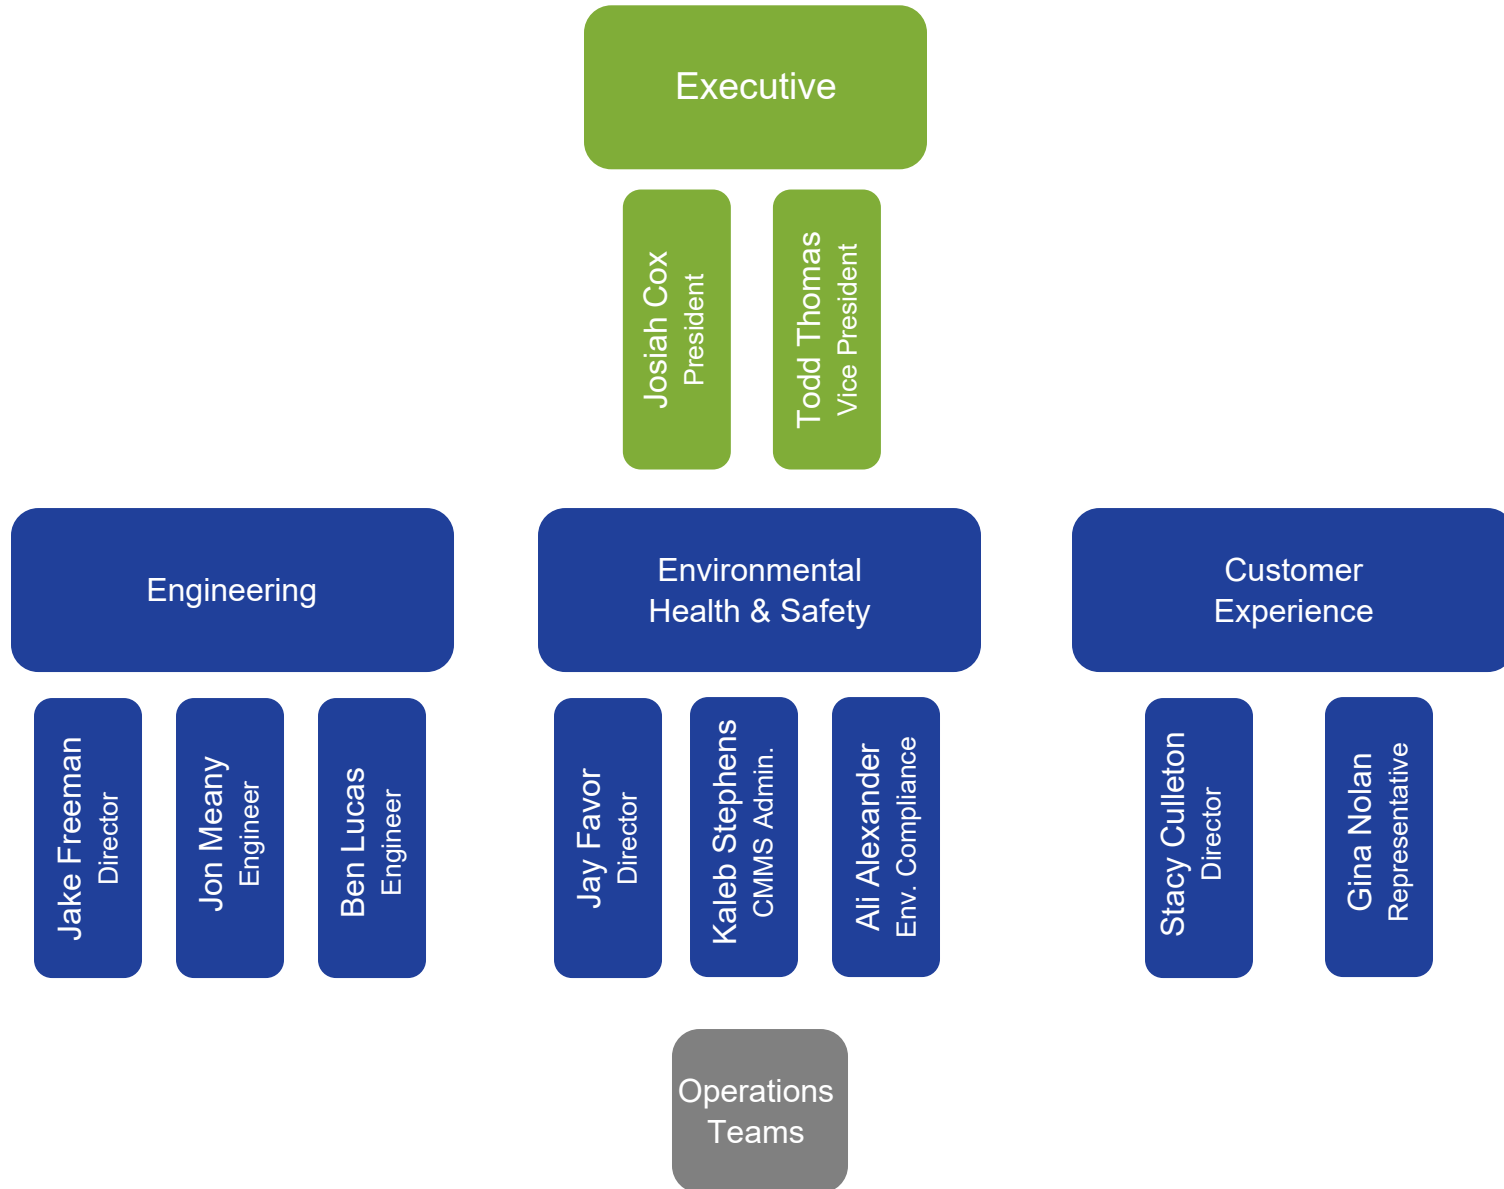 Executive
Josiah Cox
President
Todd Thomas
Vice President
Engineering
Environmental
Health & Safety
Customer
Experience
Jake Freeman
Director
Jon Meany
Engineer
Ben Lucas
Engineer
Jay Favor
Director
Kaleb Stephens
CMMS Admin.
Ali Alexander
Env. Compliance
Stacy Culleton
Director
Gina Nolan
Representative
Operations
Teams